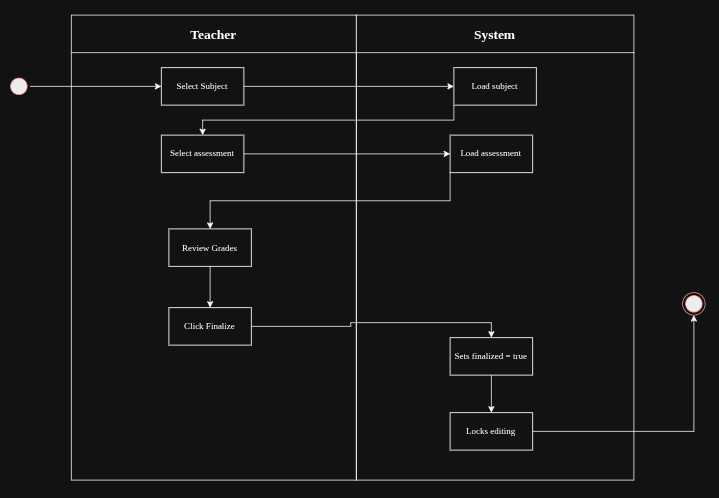 Teacher
System
Select Subject
Load subject
Select assessment
Load assessment
Review Grades
Click Finalize
Sets finalized = true
Locks editing